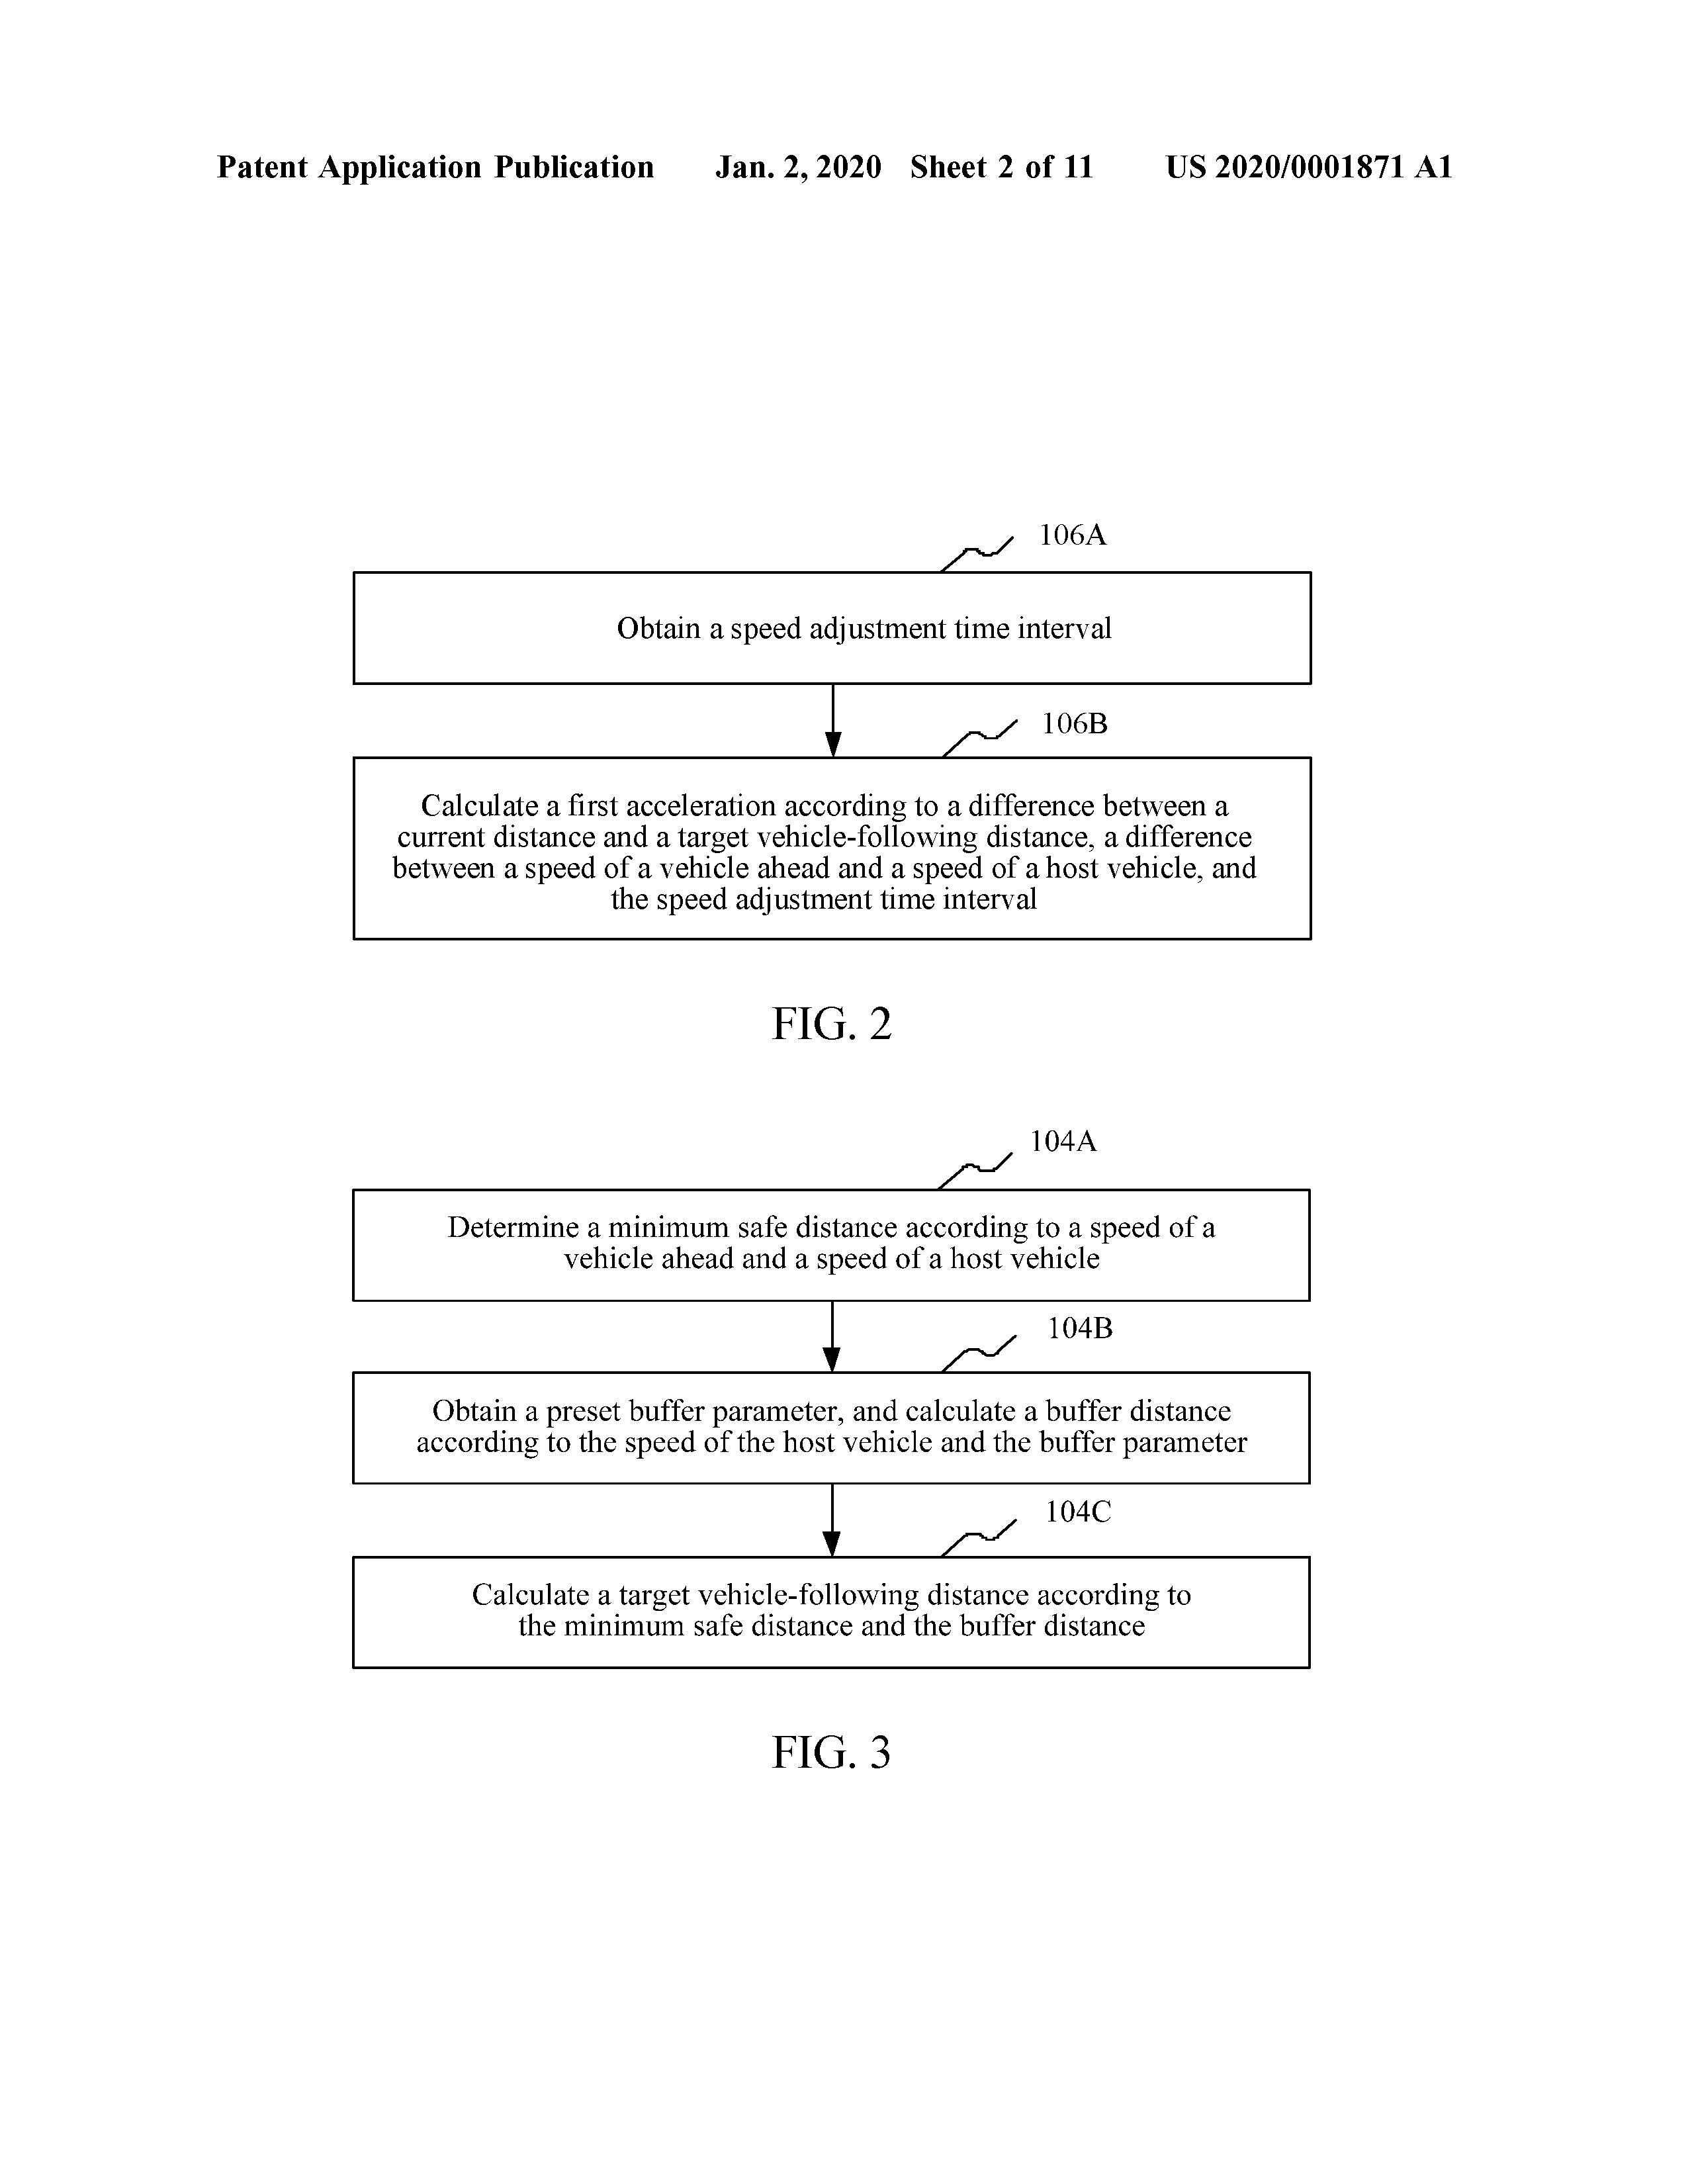 Patent Application Publication Jan. 2, 2020 Sheet 2 of 11 US 2020/0001871 A1
106A
Obtain a speed adjustment time interval
106B
Calculate a first acceleration according to a difference between a
current distance and a target vehicle-following distance, a difference
between a speed of a vehicle ahead and a speed of a host vehicle, and
the speed adjustment time interval
FIG. 2
104A
Determine a minimum safe distance according to a speed of a
vehicle ahead and a speed of a host vehicle
104B
Obtain a preset buffer parameter, and calculate a buffer distance
according to the speed of the host vehicle and the buffer parameter
104C
Calculate a target vehicle-following distance according to
the minimum safe distance and the buffer distance
FIG. 3